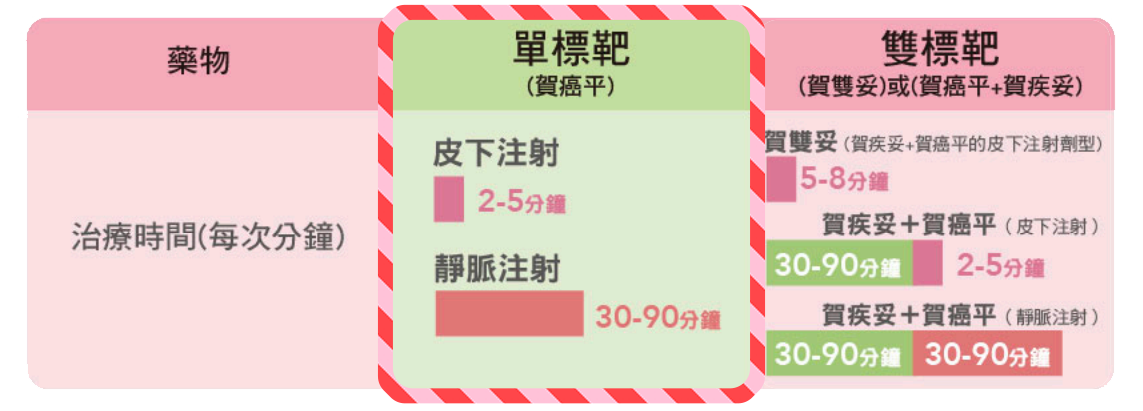 藥物
單標靶
(賀癌平)
雙標靶
(賀雙妥)或(賀癌平+賀疾妥)
治療時間(每次分鐘)
皮下注射
2-5分鐘
靜脈注射
30-90分鐘
賀雙妥(賀疾妥+賀癌平的皮下注射劑型)
5-8分鐘
賀疾妥+賀癌平(皮下注射)
30-90分鐘 2-5分鐘
賀疾妥+賀癌平(靜脈注射)
30-90分鐘 30-90分鐘